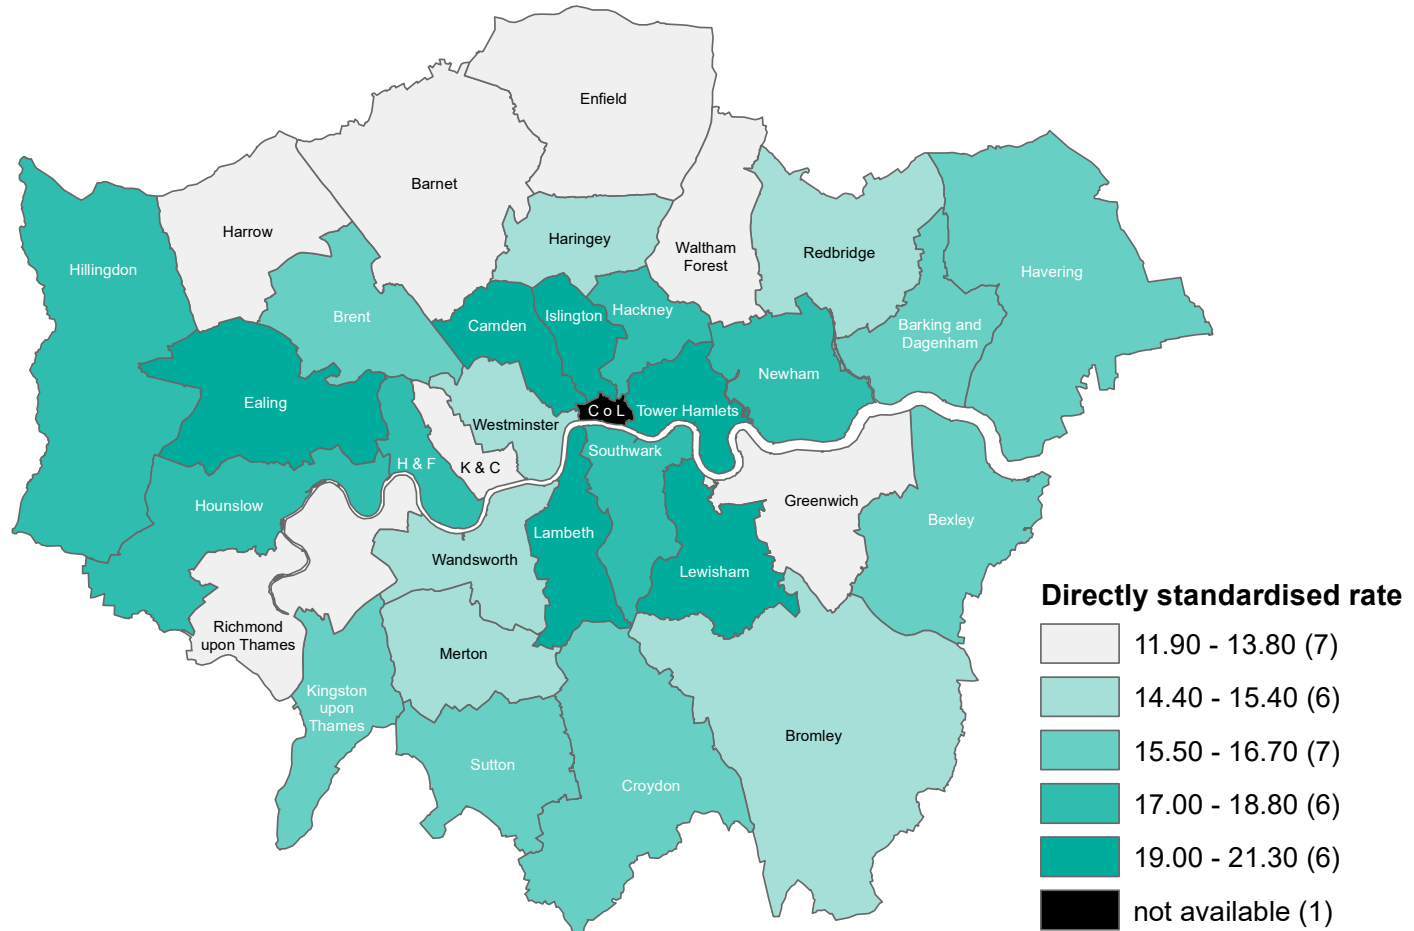 Enfield
Barnet
Harrow
Haringey
Waltham
Forest
Redbridge
Havering
Hillingdon
Brent
Camden
Islington
Hackney
Barking and
Dagenham
Newham
Ealing
Westminster
C o L
Tower Hamlets
H & F
K & C
Southwark
Hounslow
Greenwich
Bexley
Lambeth
Wandsworth
Lewisham
Richmond
upon Thames
Merton
Kingston
upon
Thames
Bromley
Sutton
Croydon
Directly standardised rate
11.90 - 13.80 (7)
14.40 - 15.40 (6)
15.50 - 16.70 (7)
17.00 - 18.80 (6)
19.00 - 21.30 (6)
not available (1)